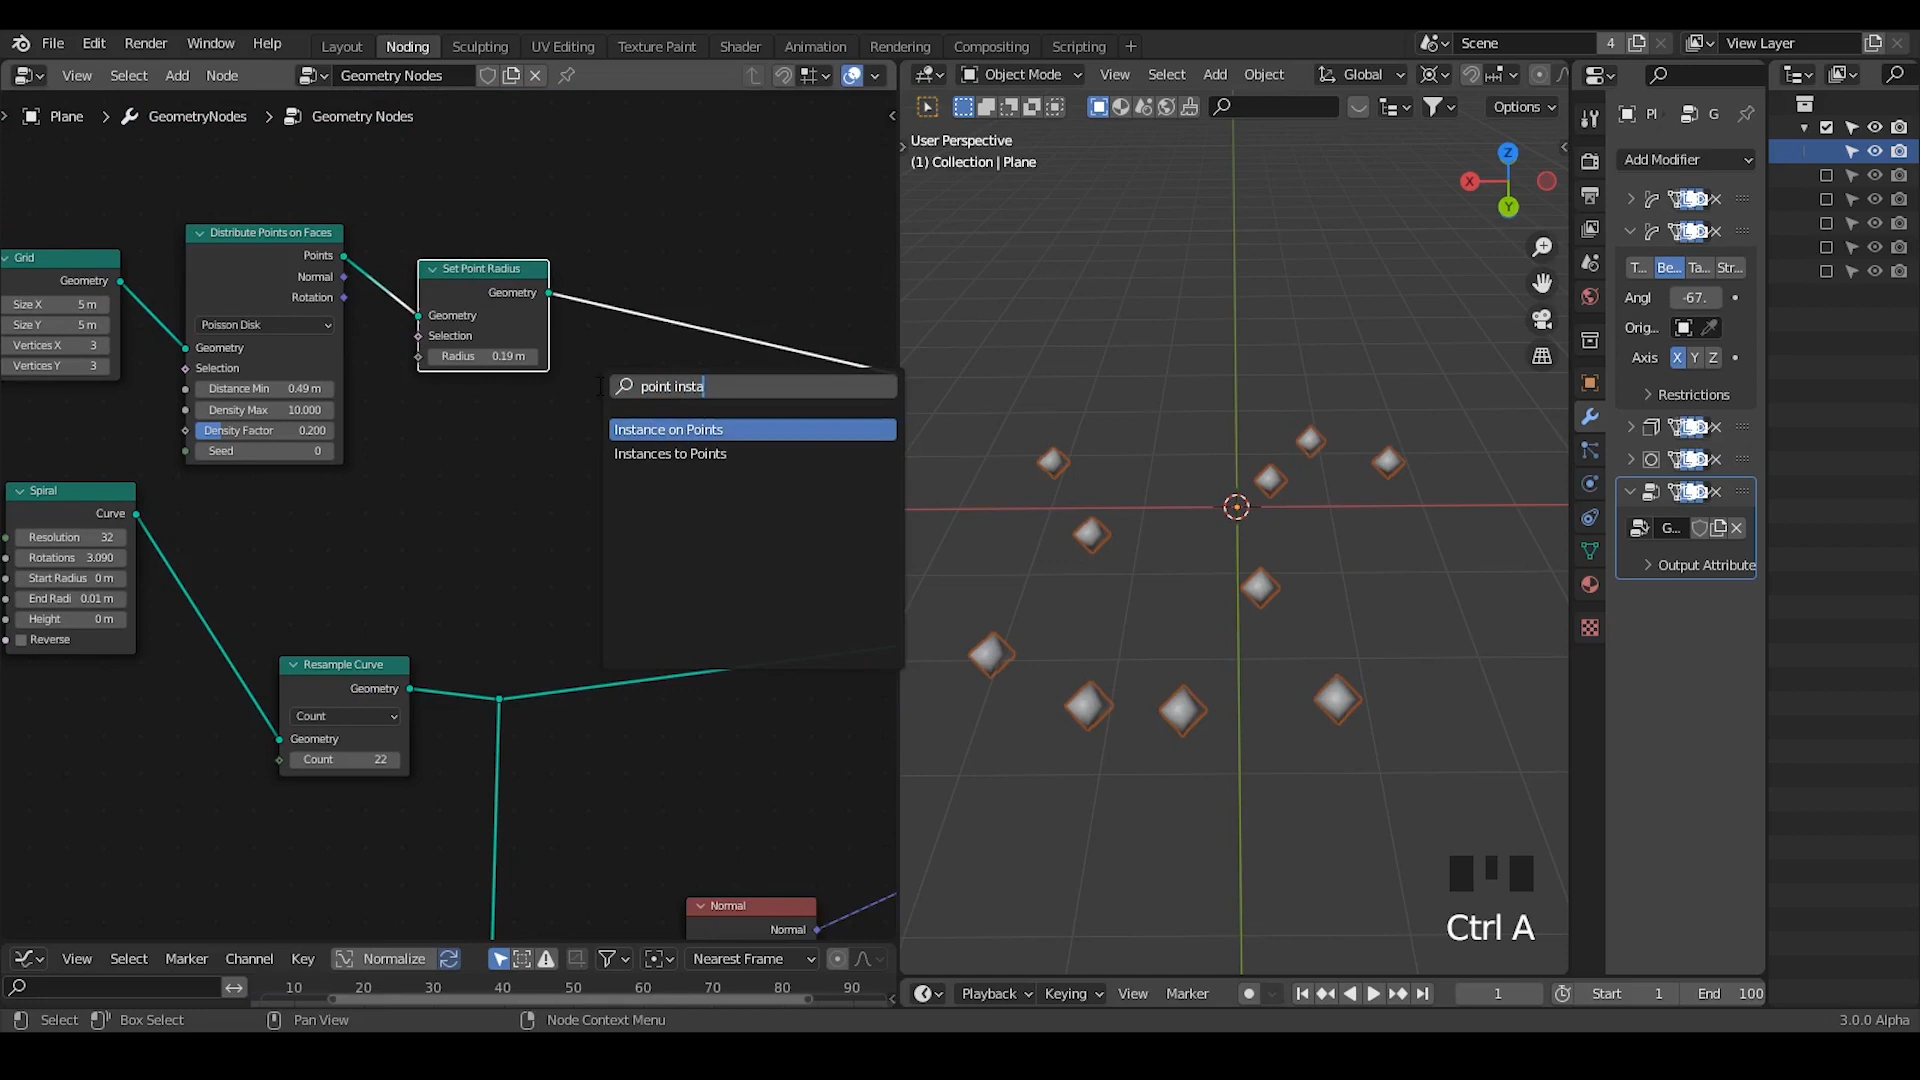 File Edit Render Window Help
Layout Noding Sculpting UV Editing Texture Paint Shader Animation Rendering Compositing Scripting +
Scene 4 View Layer
View Select Add Node Geometry Nodes
Object Mode View Select Add Object Global
Plane GeometryNodes Geometry Nodes
Options
User Perspective
(1) Collection | Plane
Z
X
Y
Pl G
Add Modifier
T... Be... Ta... Str...
Angl -67.
Orig...
Axis X Y Z
Restrictions
G...
Output Attribute
Grid
Geometry
Size X 5 m
Size Y 5 m
Vertices X 3
Vertices Y 3
Distribute Points on Faces
Points
Normal
Rotation
Poisson Disk
Geometry
Selection
Distance Min 0.49 m
Density Max 10.000
Density Factor 0.200
Seed 0
Set Point Radius
Geometry
Geometry
Selection
Radius 0.19 m
point insta
Instance on Points
Instances to Points
Spiral
Curve
Resolution 32
Rotations 3.090
Start Radius 0 m
End Radi 0.01 m
Height 0 m
Reverse
Resample Curve
Geometry
Count
Geometry
Count 22
Normal
Normal
Ctrl A
View Select Marker Channel Key Normalize Nearest Frame
10 20 30 40 50 60 70 80 90
Playback Keying View Marker 1 Start 1 End 100
Select Box Select Pan View Node Context Menu 3.0.0 Alpha